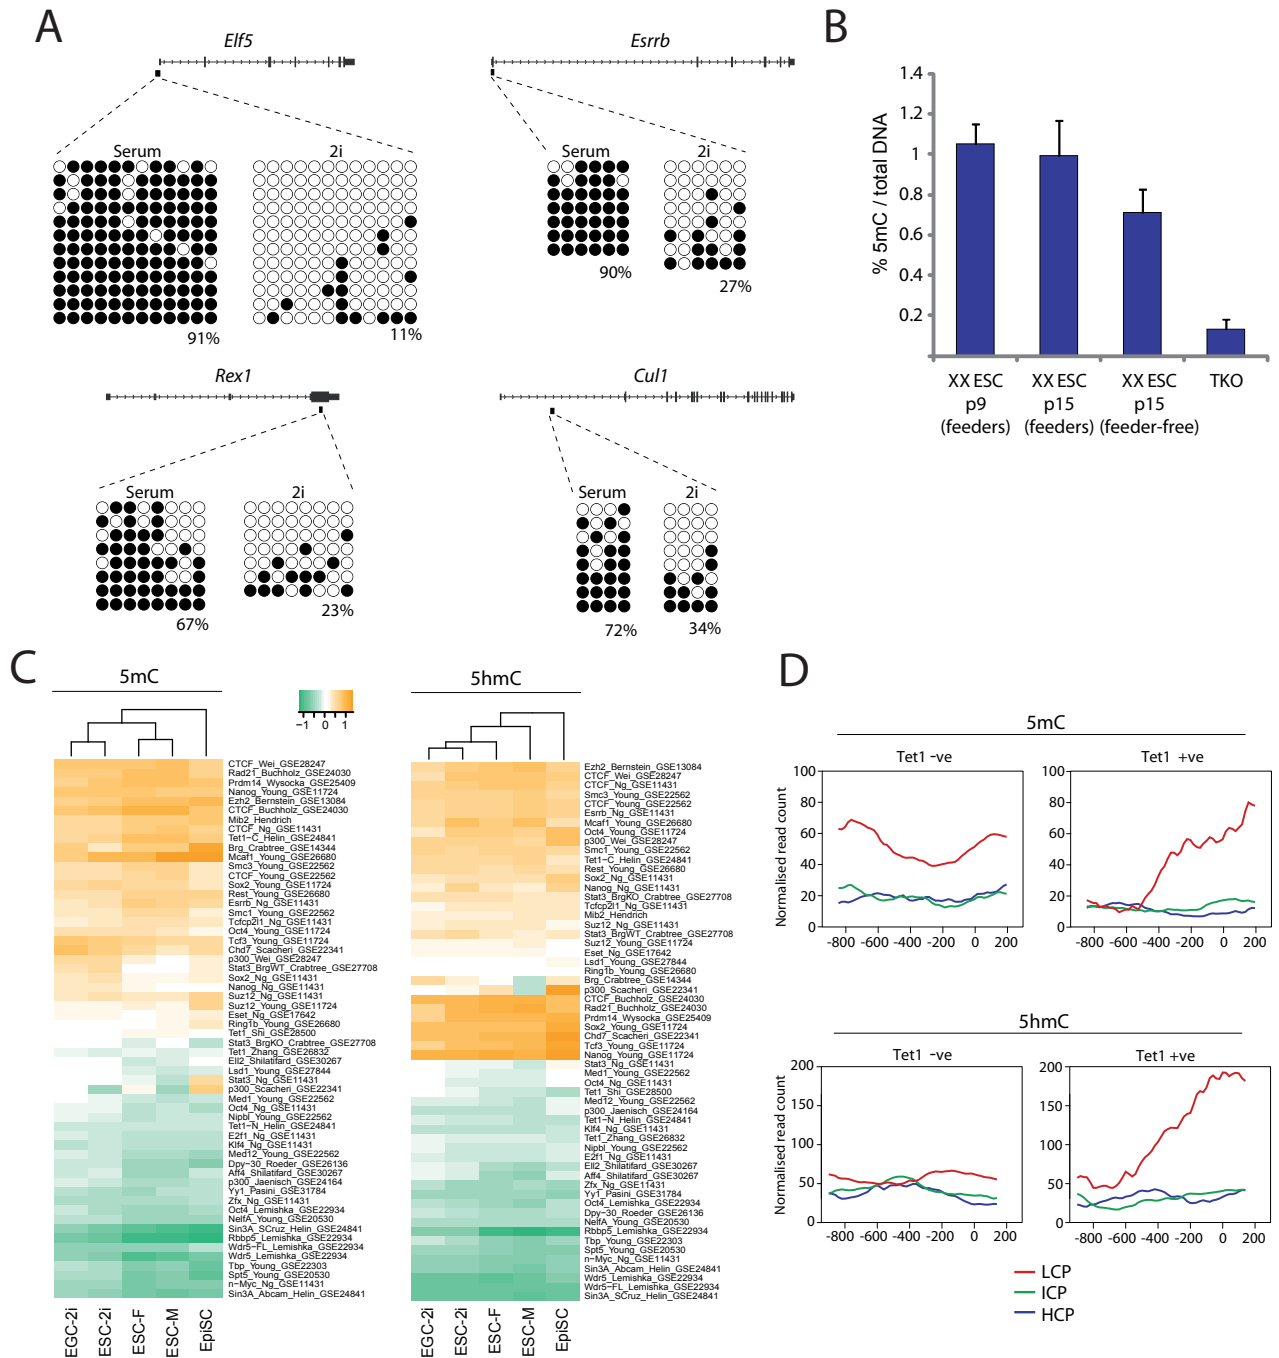 A
Elf5
Serum
2i
91%
11%
Esrrb
Serum
2i
90%
27%
Rex1
Serum
2i
67%
23%
Cul1
Serum
2i
72%
34%
B
% 5mC / total DNA
1.4
1.2
1
0.8
0.6
0.4
0.2
XX ESC
p9
(feeders)
XX ESC
p15
(feeders)
XX ESC
p15
(feeder-free)
TKO
C
5mC
−1 0 1
CTCF_Wei_GSE28247
Rad21_Buchholz_GSE24030
Prdm14_Wysocka_GSE25409
Nanog_Young_GSE11724
Ezh2_Bernstein_GSE13084
CTCF_Buchholz_GSE24030
Mib2_Hendrich
CTCF_Ng_GSE11431
Tet1-C_Helin_GSE24841
Brg_Crabtree_GSE14344
Mcaf1_Young_GSE26680
Smc3_Young_GSE22562
CTCF_Young_GSE22562
Sox2_Young_GSE11724
Rest_Young_GSE26680
Esrrb_Ng_GSE11431
Smc1_Young_GSE22562
Tcfcp2l1_Ng_GSE11431
Oct4_Young_GSE11724
Tcf3_Young_GSE11724
Chd7_Scacheri_GSE22341
p300_Wei_GSE28247
Stat3_BrgWT_Crabtree_GSE27708
Sox2_Ng_GSE11431
Nanog_Ng_GSE11431
Suz12_Ng_GSE11431
Suz12_Young_GSE11724
Eset_Ng_GSE17642
Ring1b_Young_GSE26680
Tet1_Shi_GSE28500
Stat3_BrgKO_Crabtree_GSE27708
Tet1_Zhang_GSE26832
Ell2_Shilatifard_GSE30267
Lsd1_Young_GSE27844
Stat3_Ng_GSE11431
p300_Scacheri_GSE22341
Med1_Young_GSE22562
Oct4_Ng_GSE11431
Nipbl_Young_GSE22562
Tet1-N_Helin_GSE24841
E2f1_Ng_GSE11431
Klf4_Ng_GSE11431
Med12_Young_GSE22562
Dpy-30_Roeder_GSE26136
Aff4_Shilatifard_GSE30267
p300_Jaenisch_GSE24164
Yy1_Pasini_GSE31784
Zfx_Ng_GSE11431
Oct4_Lemishka_GSE22934
NelfA_Young_GSE20530
Sin3A_SCruz_Helin_GSE24841
Rbbp5_Lemishka_GSE22934
Wdr5−FL_Lemishka_GSE22934
Wdr5_Lemishka_GSE22934
Tbp_Young_GSE22303
Spt5_Young_GSE20530
n-Myc_Ng_GSE11431
Sin3A_Abcam_Helin_GSE24841
EGC-2i
ESC-2i
ESC-F
ESC-M
EpiSC
5hmC
Ezh2_Bernstein_GSE13084
CTCF_Wei_GSE28247
CTCF_Ng_GSE11431
Smc3_Young_GSE22562
CTCF_Young_GSE22562
Esrrb_Ng_GSE11431
Mcaf1_Young_GSE26680
Oct4_Young_GSE11724
p300_Wei_GSE28247
Smc1_Young_GSE22562
Tet1-C_Helin_GSE24841
Rest_Young_GSE26680
Sox2_Ng_GSE11431
Nanog_Ng_GSE11431
Stat3_BrgKO_Crabtree_GSE27708
Tcfcp2l1_Ng_GSE11431
Mib2_Hendrich
Suz12_Ng_GSE11431
Stat3_BrgWT_Crabtree_GSE27708
Suz12_Young_GSE11724
Eset_Ng_GSE17642
Lsd1_Young_GSE27844
Ring1b_Young_GSE26680
Brg_Crabtree_GSE14344
p300_Scacheri_GSE22341
CTCF_Buchholz_GSE24030
Rad21_Buchholz_GSE24030
Prdm14_Wysocka_GSE25409
Sox2_Young_GSE11724
Chd7_Scacheri_GSE22341
Tcf3_Young_GSE11724
Nanog_Young_GSE11724
Stat3_Ng_GSE11431
Med1_Young_GSE22562
Oct4_Ng_GSE11431
Tet1_Shi_GSE28500
Med12_Young_GSE22562
p300_Jaenisch_GSE24164
Tet1-N_Helin_GSE24841
Klf4_Ng_GSE11431
Tet1_Zhang_GSE26832
Nipbl_Young_GSE22562
E2f1_Ng_GSE11431
Ell2_Shilatifard_GSE30267
Aff4_Shilatifard_GSE30267
Zfx_Ng_GSE11431
Yy1_Pasini_GSE31784
Oct4_Lemishka_GSE22934
Dpy-30_Roeder_GSE26136
NelfA_Young_GSE20530
Rbbp5_Lemishka_GSE22934
Tbp_Young_GSE22303
Spt5_Young_GSE20530
n-Myc_Ng_GSE11431
Sin3A_Abcam_Helin_GSE24841
Wdr5_Lemishka_GSE22934
Wdr5−FL_Lemishka_GSE22934
Sin3A_SCruz_Helin_GSE24841
EGC-2i
ESC-2i
ESC-F
ESC-M
EpiSC
D
5mC
Tet1 −ve
Normalised read count
100
80
60
40
20
0
-800 -600 -400 -200 0 200
Tet1 +ve
100
80
60
40
20
0
-800 -600 -400 -200 0 200
5hmC
Tet1 −ve
Normalised read count
200
150
100
50
0
-800 -600 -400 -200 0 200
Tet1 +ve
200
150
100
50
0
-800 -600 -400 -200 0 200
LCP
ICP
HCP